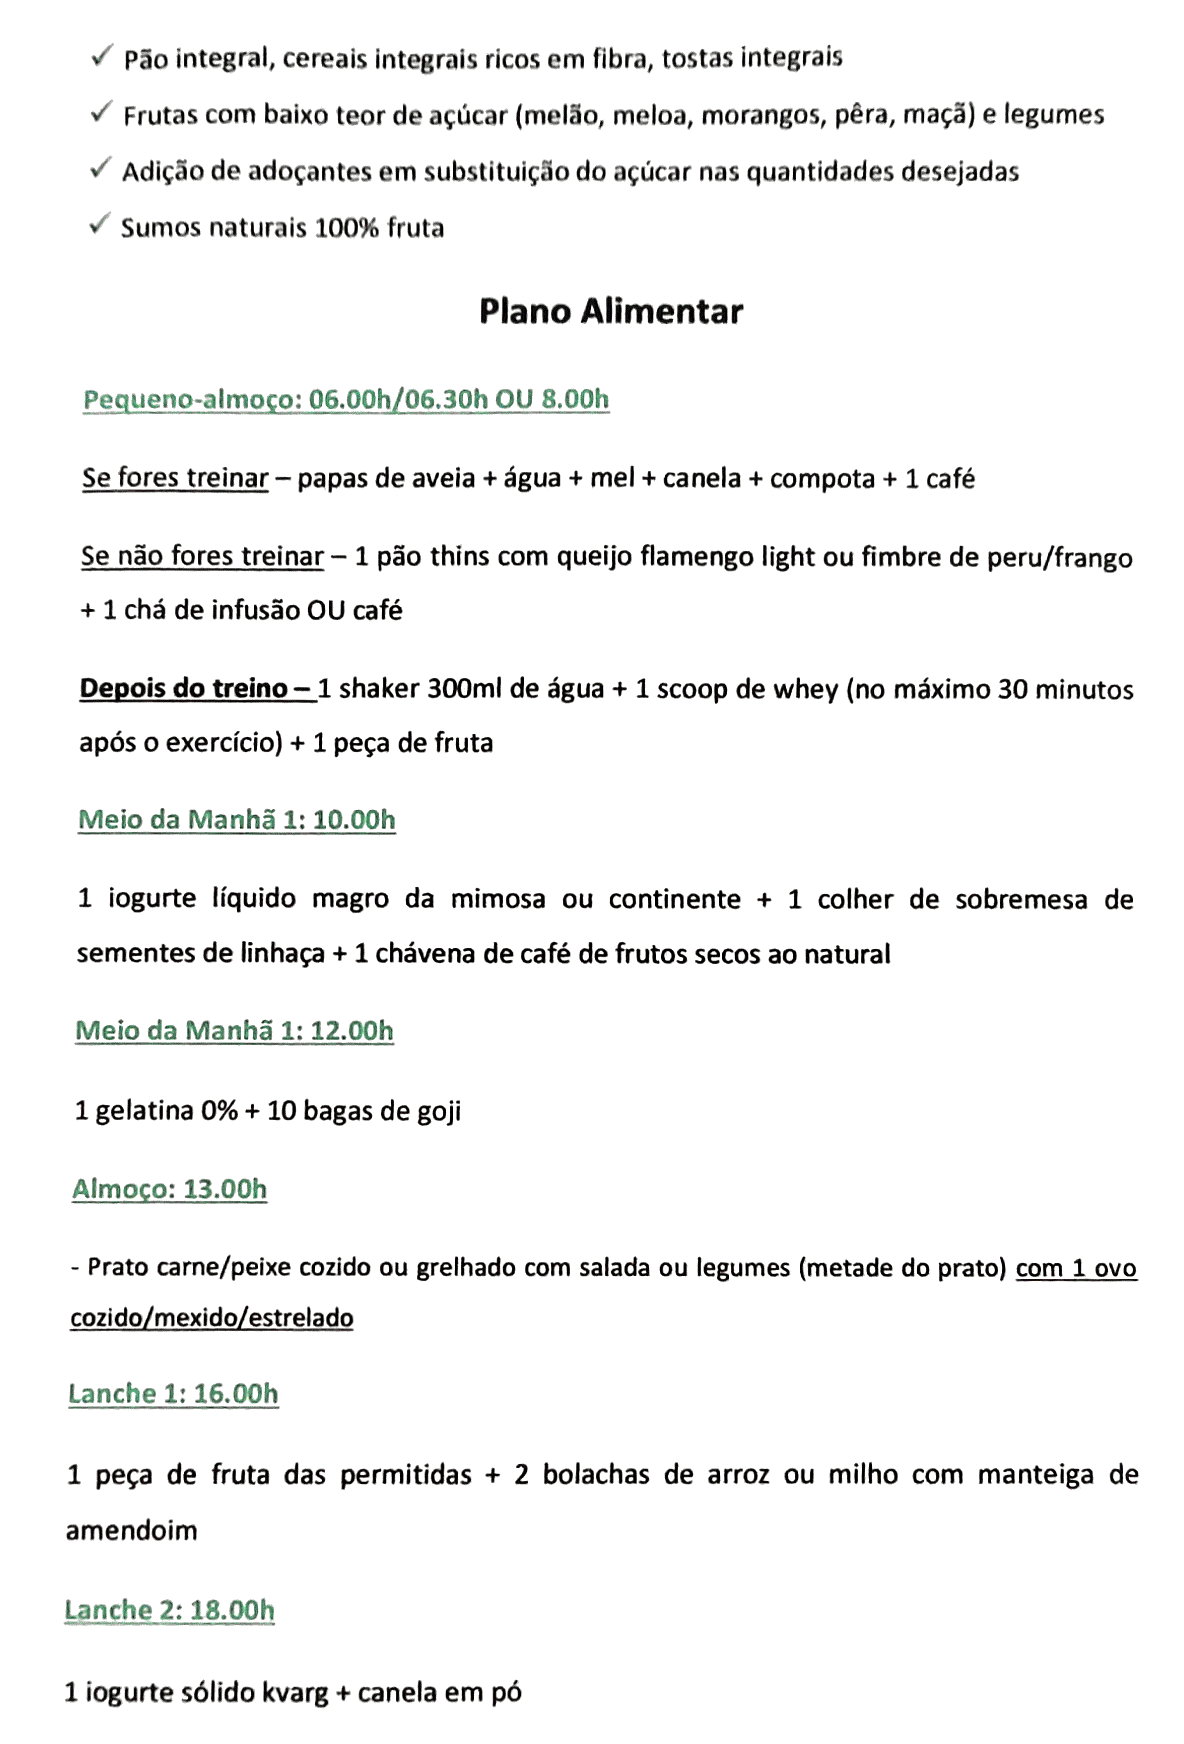 ✓ Pão integral, cereais integrais ricos em fibra, tostas integrais
✓ Frutas com baixo teor de açúcar (melão, meloa, morangos, pêra, maçã) e legumes
✓ Adição de adoçantes em substituição do açúcar nas quantidades desejadas
✓ Sumos naturais 100% fruta
Plano Alimentar
Pequeno-almoço: 06.00h/06.30h OU 8.00h
Se fores treinar – papas de aveia + água + mel + canela + compota + 1 café
Se não fores treinar – 1 pão thins com queijo flamengo light ou fimbre de peru/frango
+ 1 chá de infusão OU café
Depois do treino – 1 shaker 300ml de água + 1 scoop de whey (no máximo 30 minutos
após o exercício) + 1 peça de fruta
Meio da Manhã 1: 10.00h
1 iogurte líquido magro da mimosa ou continente + 1 colher de sobremesa de
sementes de linhaça + 1 chávena de café de frutos secos ao natural
Meio da Manhã 1: 12.00h
1 gelatina 0% + 10 bagas de goji
Almoço: 13.00h
- Prato carne/peixe cozido ou grelhado com salada ou legumes (metade do prato) com 1 ovo
cozido/mexido/estrelado
Lanche 1: 16.00h
1 peça de fruta das permitidas + 2 bolachas de arroz ou milho com manteiga de
amendoim
Lanche 2: 18.00h
1 iogurte sólido kvarg + canela em pó